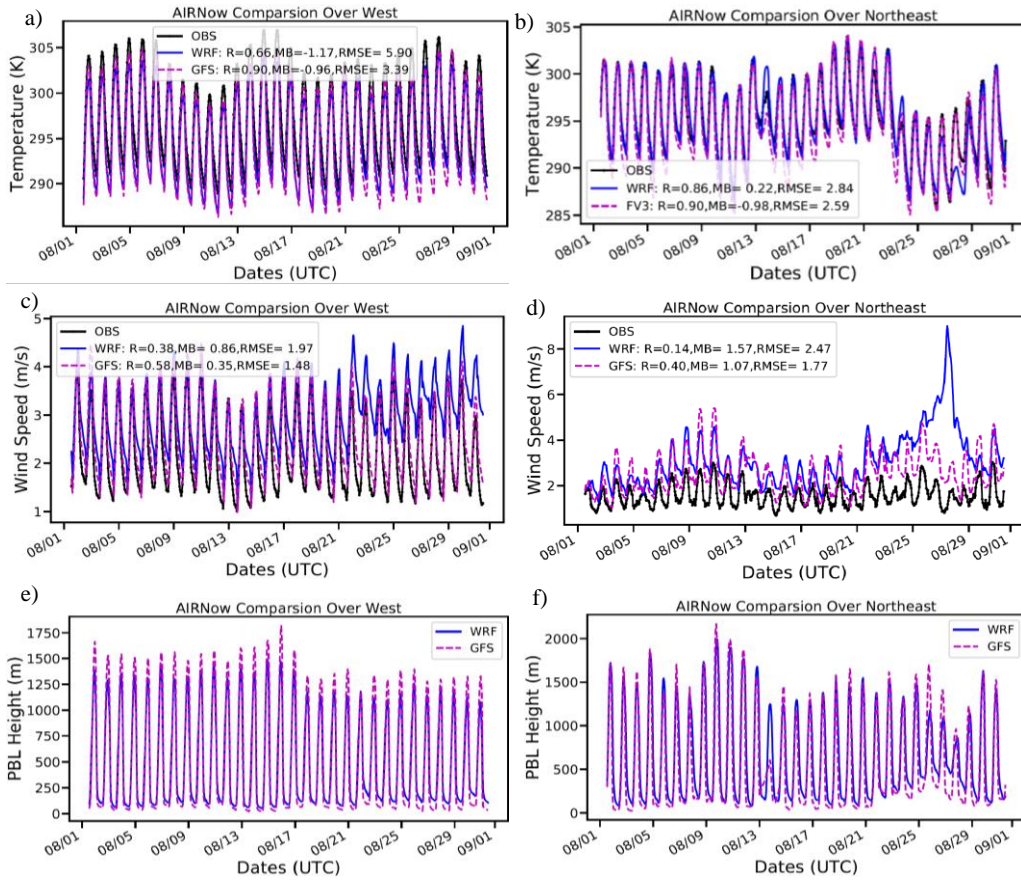 a)
AIRNow Comparsion Over West
Temperature (K)
305
300
295
290
OBS
WRF: R=0.66,MB=-1.17,RMSE= 5.90
GFS: R=0.90,MB=-0.96,RMSE= 3.39
08/01
08/05
08/09
08/13
08/17
08/21
08/25
08/29
09/01
Dates (UTC)
b)
AIRNow Comparsion Over Northeast
Temperature (K)
305
300
295
290
285
OBS
WRF: R=0.86,MB= 0.22,RMSE= 2.84
FV3: R=0.90,MB=-0.98,RMSE= 2.59
08/01
08/05
08/09
08/13
08/17
08/21
08/25
08/29
09/01
Dates (UTC)
c)
AIRNow Comparsion Over West
Wind Speed (m/s)
5
4
3
2
1
OBS
WRF: R=0.38,MB= 0.86,RMSE= 1.97
GFS: R=0.58,MB= 0.35,RMSE= 1.48
08/01
08/05
08/09
08/13
08/17
08/21
08/25
08/29
09/01
Dates (UTC)
d)
AIRNow Comparsion Over Northeast
Wind Speed (m/s)
8
6
4
2
OBS
WRF: R=0.14,MB= 1.57,RMSE= 2.47
GFS: R=0.40,MB= 1.07,RMSE= 1.77
08/01
08/05
08/09
08/13
08/17
08/21
08/25
08/29
09/01
Dates (UTC)
e)
AIRNow Comparsion Over West
PBL Height (m)
1750
1500
1250
1000
750
500
250
0
WRF
GFS
08/01
08/05
08/09
08/13
08/17
08/21
08/25
08/29
09/01
Dates (UTC)
f)
AIRNow Comparsion Over Northeast
PBL Height (m)
2000
1500
1000
500
0
WRF
GFS
08/01
08/05
08/09
08/13
08/17
08/21
08/25
08/29
09/01
Dates (UTC)